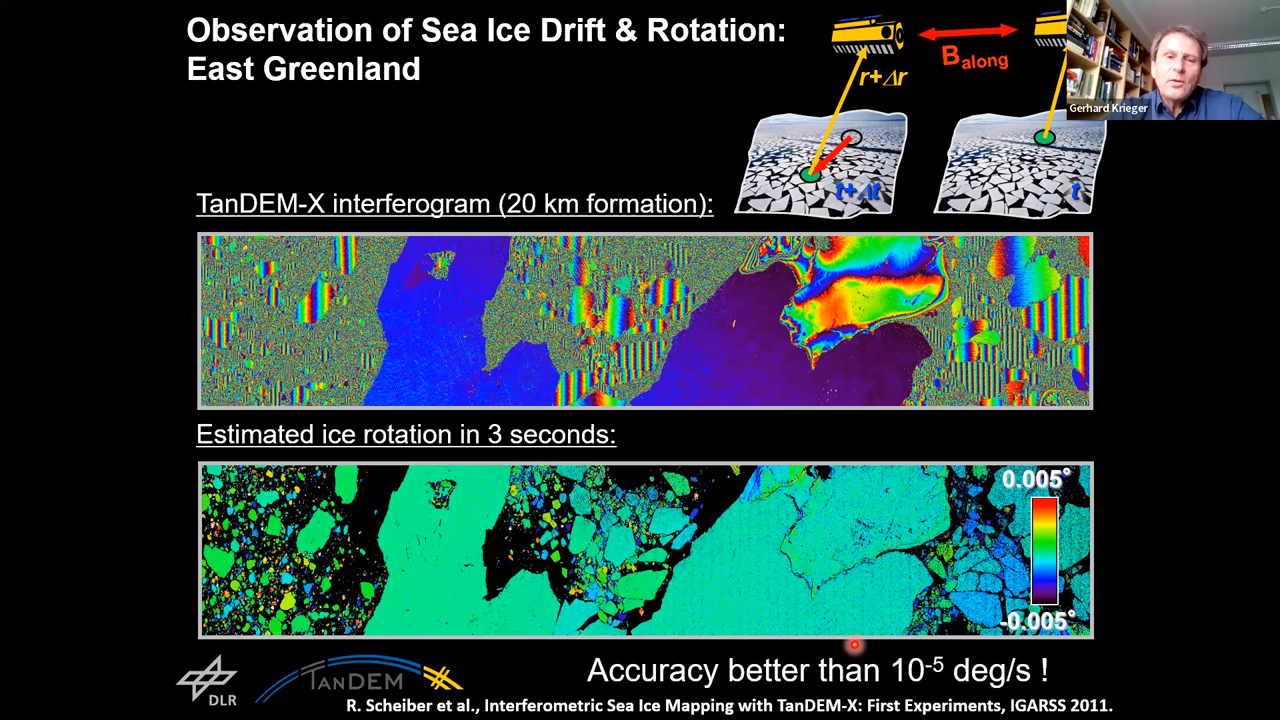 Observation of Sea Ice Drift & Rotation:
East Greenland
B along
r+Δr
Gerhard Krieger
t+Δt
t
TanDEM-X interferogram (20 km formation):
Estimated ice rotation in 3 seconds:
0.005°
-0.005°
Accuracy better than 10⁻⁵ deg/s !
DLR
TanDEM
R. Scheiber et al., Interferometric Sea Ice Mapping with TanDEM-X: First Experiments, IGARSS 2011.